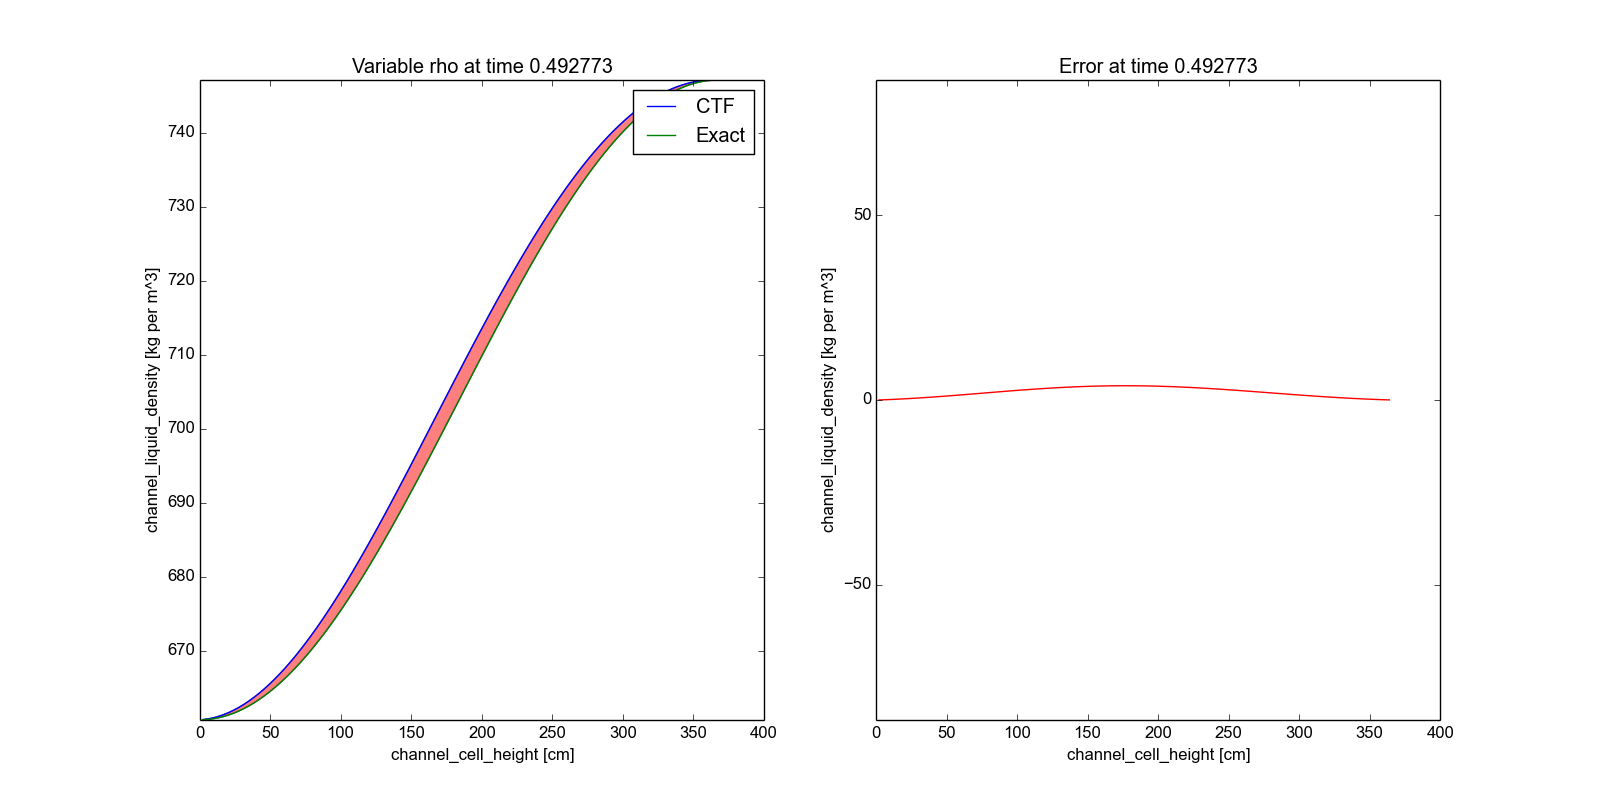 Variable rho at time 0.492773
channel_liquid_density [kg per m^3]
740
730
720
710
700
690
680
670
CTF
Exact
0 50 100 150 200 250 300 350 400
channel_cell_height [cm]
Error at time 0.492773
channel_liquid_density [kg per m^3]
50
0
−50
0 50 100 150 200 250 300 350 400
channel_cell_height [cm]